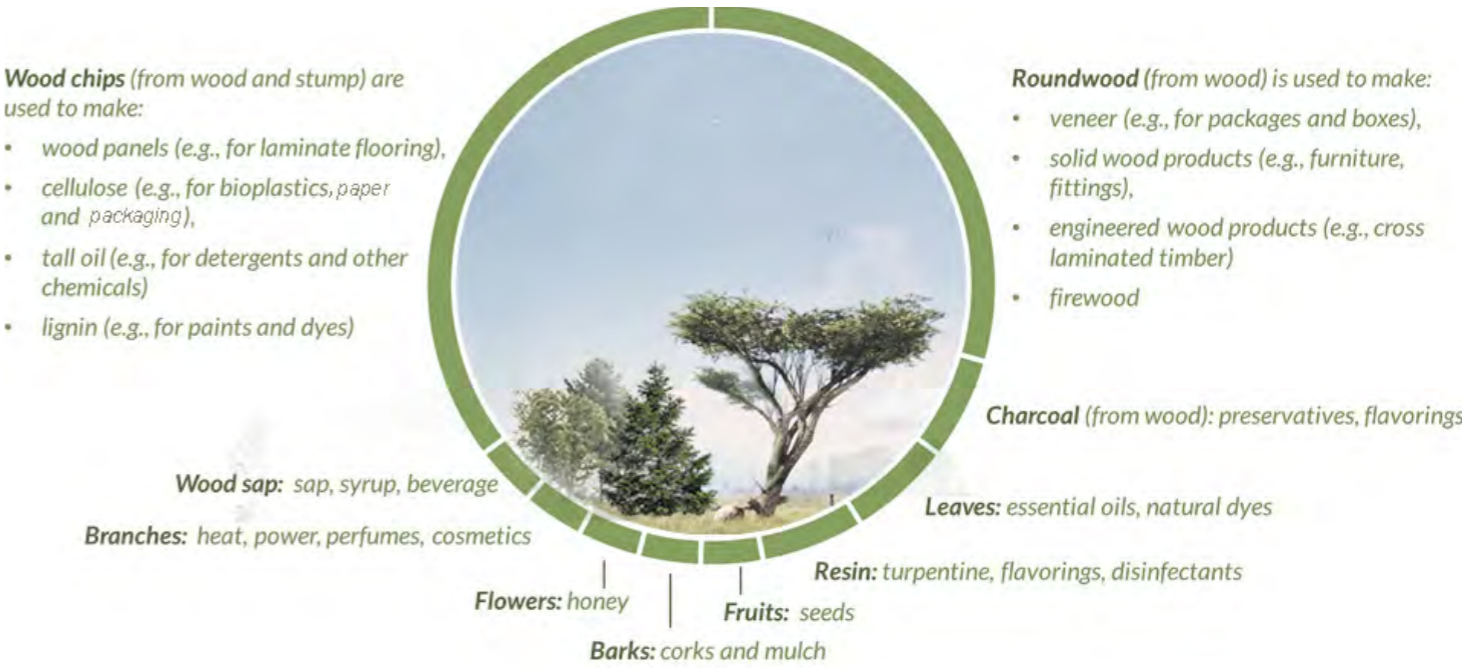 Wood chips (from wood and stump) are
used to make:
• wood panels (e.g., for laminate flooring),
• cellulose (e.g., for bioplastics, paper
and packaging),
• tall oil (e.g., for detergents and other
chemicals)
• lignin (e.g., for paints and dyes)
Roundwood (from wood) is used to make:
• veneer (e.g., for packages and boxes),
• solid wood products (e.g., furniture,
fittings),
• engineered wood products (e.g., cross
laminated timber)
• firewood
Charcoal (from wood): preservatives, flavorings
Wood sap: sap, syrup, beverage
Leaves: essential oils, natural dyes
Branches: heat, power, perfumes, cosmetics
Resin: turpentine, flavorings, disinfectants
Flowers: honey
Fruits: seeds
Barks: corks and mulch